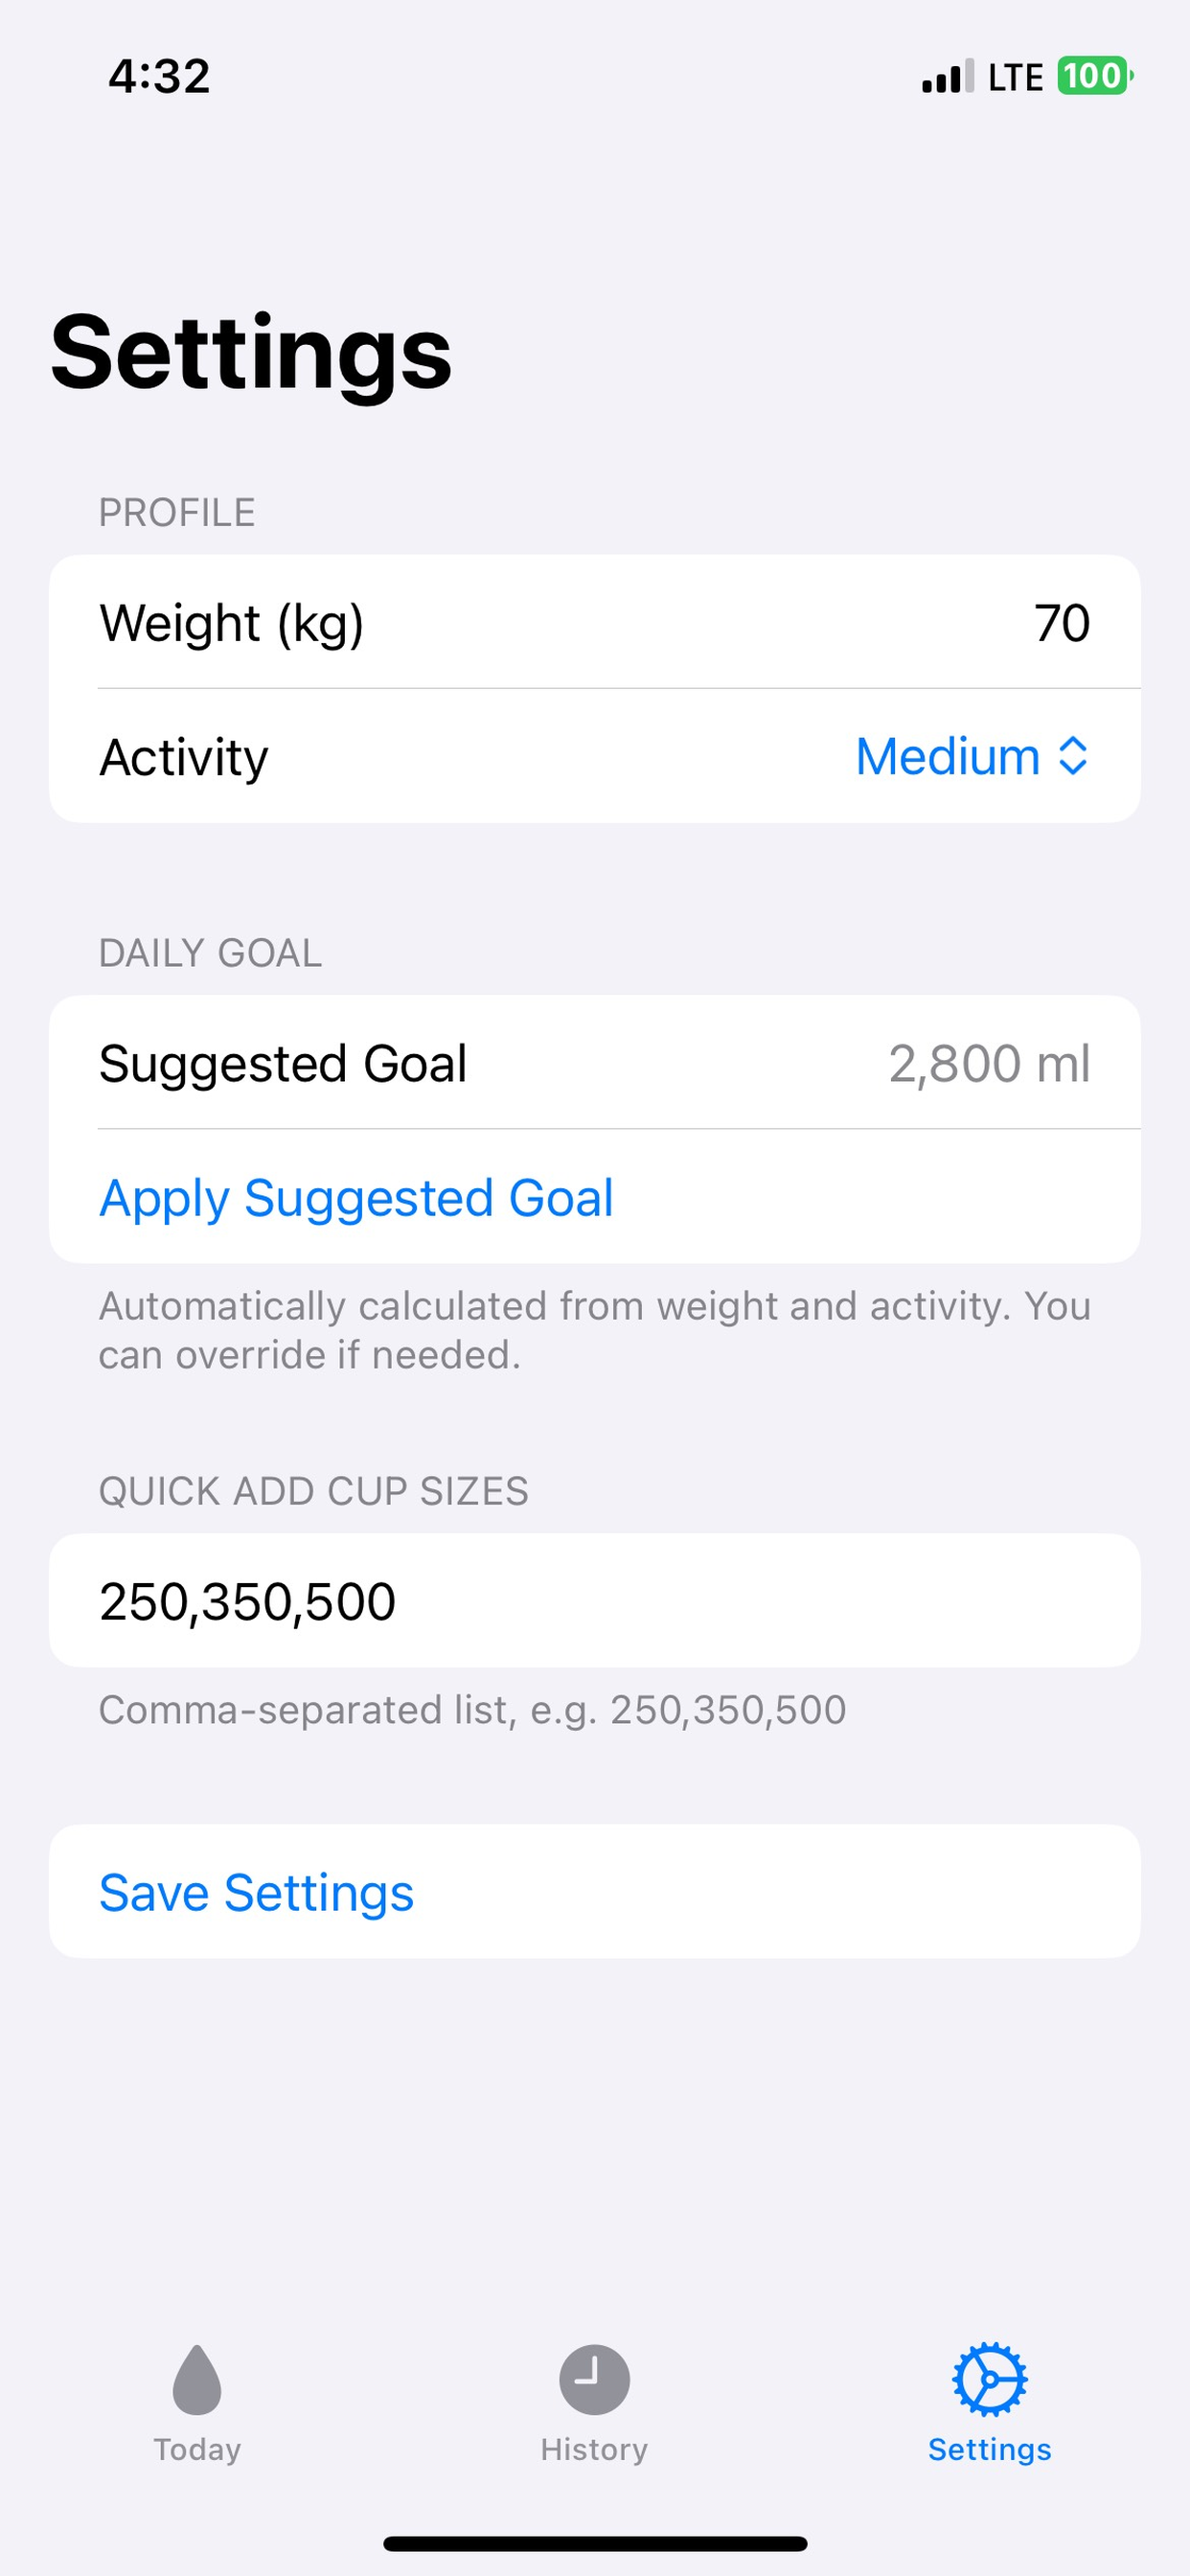 4:32
LTE 100
Settings
PROFILE
Weight (kg) 70
Activity Medium
DAILY GOAL
Suggested Goal 2,800 ml
Apply Suggested Goal
Automatically calculated from weight and activity. You
can override if needed.
QUICK ADD CUP SIZES
250,350,500
Comma-separated list, e.g. 250,350,500
Save Settings
Today History Settings